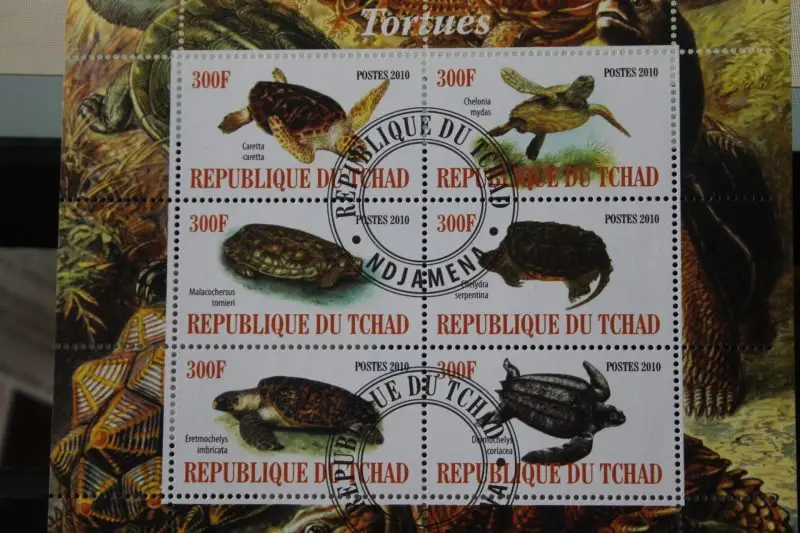 Tortues
300F POSTES 2010
Caretta
caretta
REPUBLIQUE DU TCHAD
300F POSTES 2010
Chelonia
mydas
REPUBLIQUE DU TCHAD
REPUBLIQUE DU TCHAD
NDJAMENA
300F POSTES 2010
Malacochersus
tornieri
REPUBLIQUE DU TCHAD
300F POSTES 2010
Chelydra
serpentina
REPUBLIQUE DU TCHAD
300F POSTES 2010
Eretmochelys
imbricata
REPUBLIQUE DU TCHAD
300F POSTES 2010
Dermochelys
coriacea
REPUBLIQUE DU TCHAD
REPUBLIQUE DU TCHAD